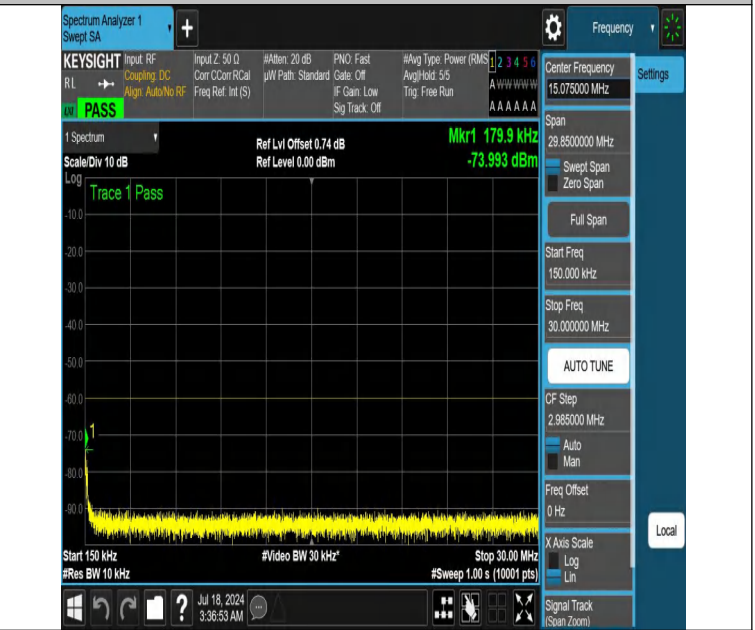 Spectrum Analyzer 1
Swept SA
+
Frequency
KEYSIGHT
RL
PASS
Input: RF
Coupling: DC
Align: Auto/No RF
Input Z: 50 Ω
Corr CCorr RCal
Freq Ref: Int (S)
#Atten: 20 dB
µW Path: Standard
PNO: Fast
Gate: Off
IF Gain: Low
Sig Track: Off
#Avg Type: Power (RMS
Avg|Hold: 5/5
Trig: Free Run
1 2 3 4 5 6
A W W W W W
A A A A A A
1 Spectrum
Scale/Div 10 dB
Ref Lvl Offset 0.74 dB
Ref Level 0.00 dBm
Mkr1 179.9 kHz
-73.993 dBm
Log
Trace 1 Pass
-10.0
-20.0
-30.0
-40.0
-50.0
-60.0
-70.0
1
-80.0
-90.0
Start 150 kHz
#Res BW 10 kHz
#Video BW 30 kHz*
Stop 30.00 MHz
#Sweep 1.00 s (10001 pts)
?
Jul 18, 2024
3:36:53 AM
Center Frequency
15.075000 MHz
Settings
Span
29.8500000 MHz
Swept Span
Zero Span
Full Span
Start Freq
150.000 kHz
Stop Freq
30.000000 MHz
AUTO TUNE
CF Step
2.985000 MHz
Auto
Man
Freq Offset
0 Hz
X Axis Scale
Log
Lin
Local
Signal Track
(Span Zoom)